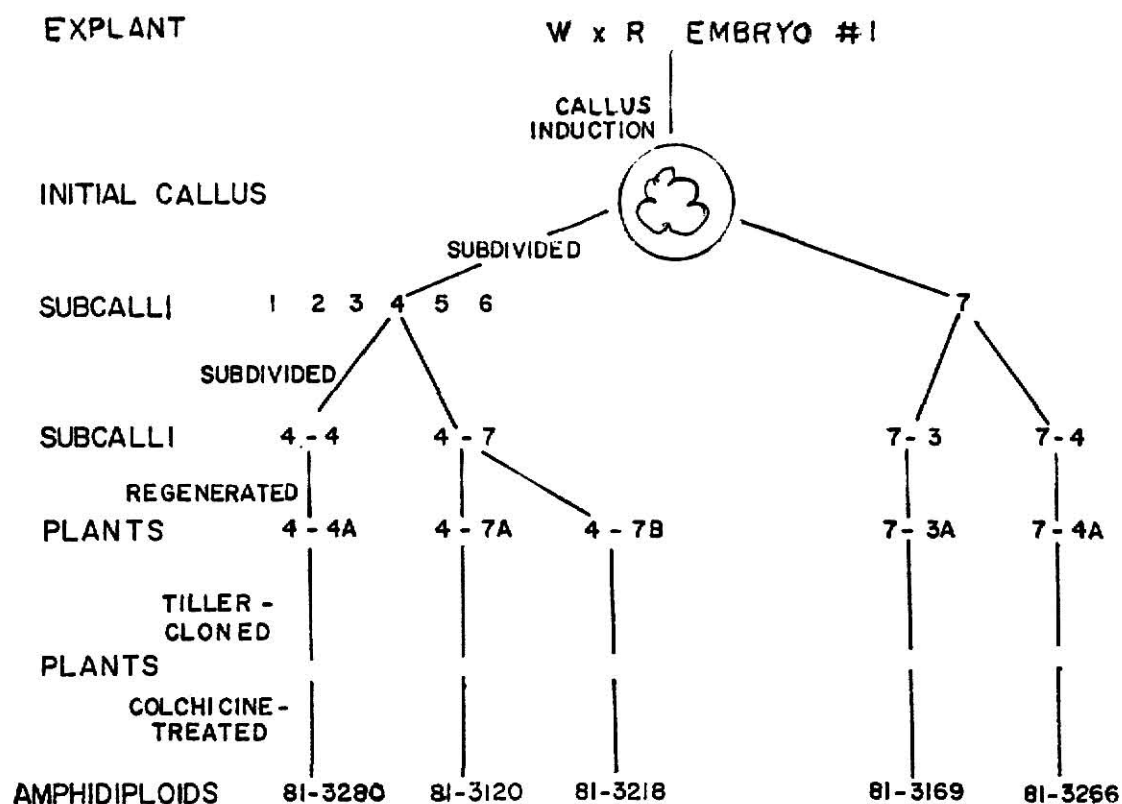 EXPLANT W x R EMBRYO #1
CALLUS
INDUCTION
INITIAL CALLUS
SUBDIVIDED
SUBCALLI 1 2 3 4 5 6 7
SUBDIVIDED
SUBCALLI 4-4 4-7 7-3 7-4
REGENERATED
PLANTS 4-4A 4-7A 4-7B 7-3A 7-4A
TILLER-
CLONED
PLANTS
COLCHICINE-
TREATED
AMPHIDIPLOIDS 81-3280 81-3120 81-3218 81-3169 81-3266